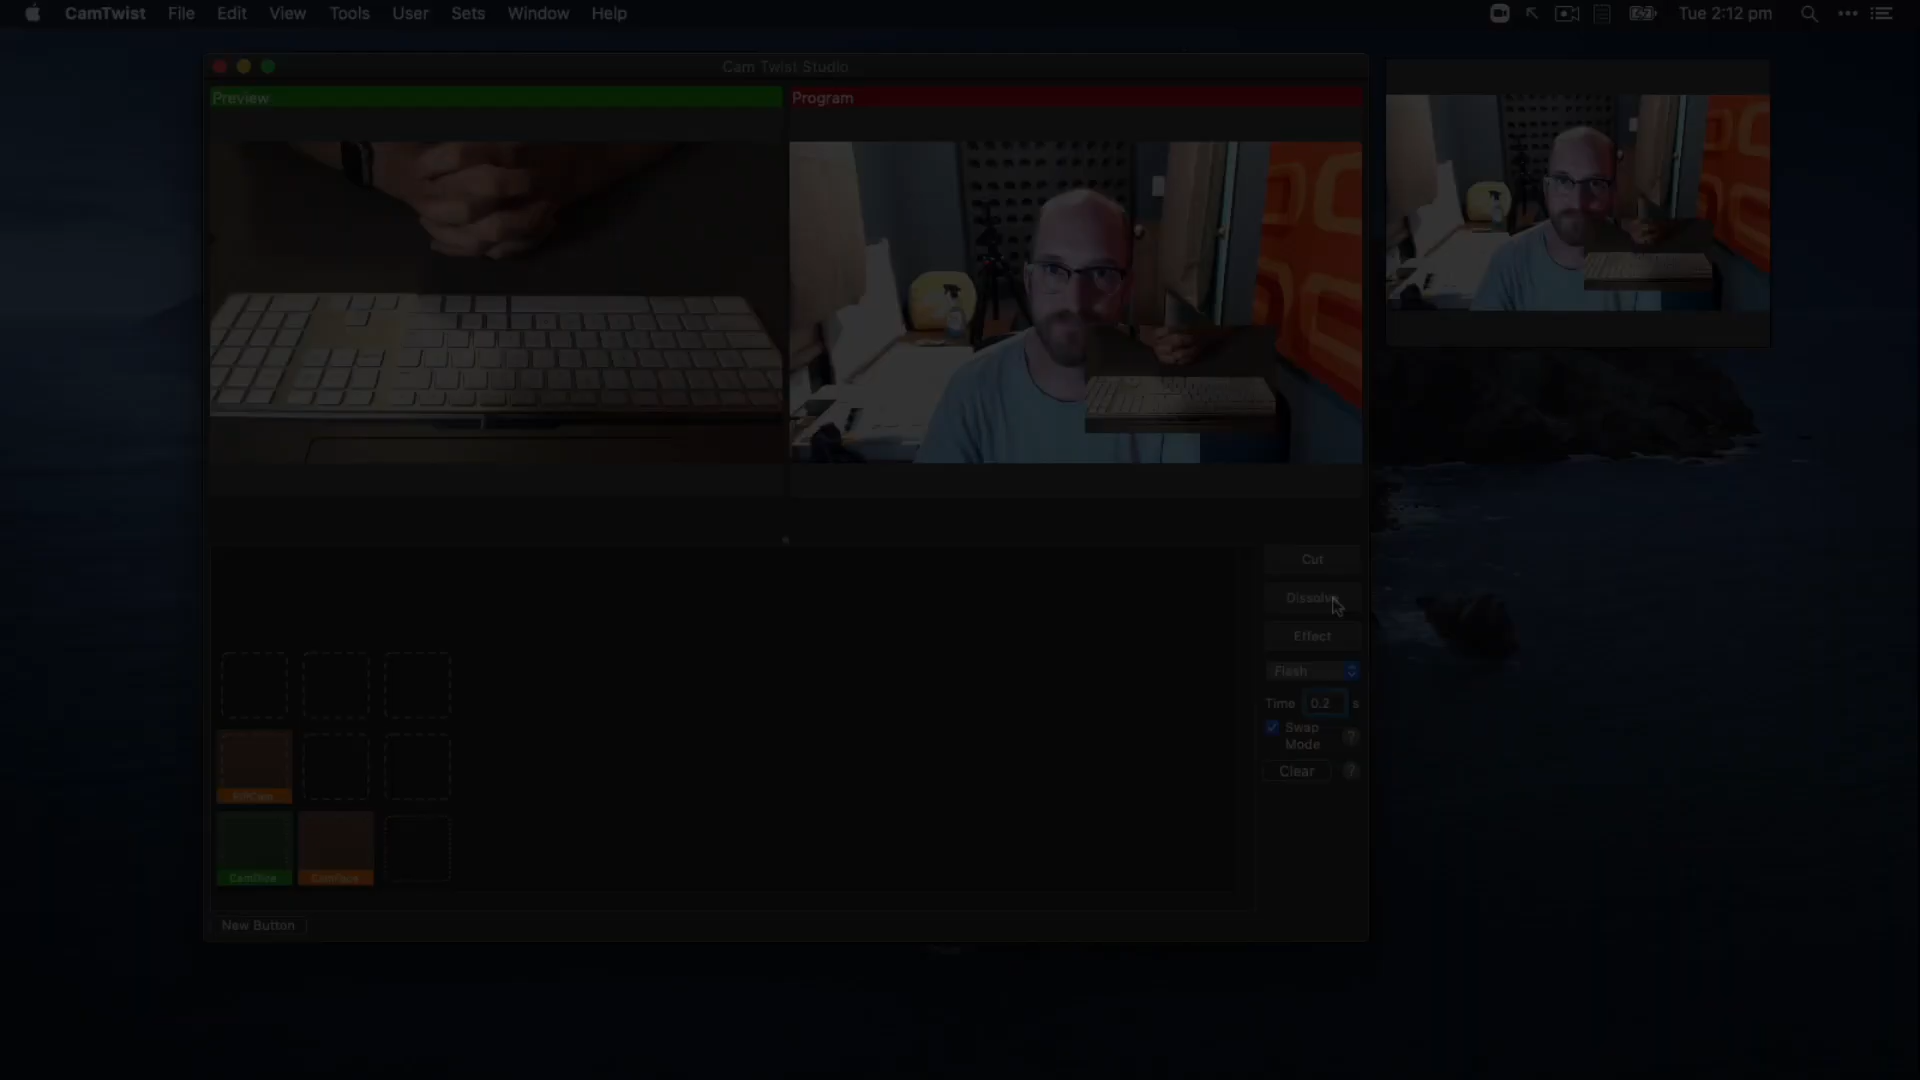 CamTwist File Edit View Tools User Sets Window Help
Tue 2:12 pm
Cam Twist Studio
Preview
Program
Cut
Dissolve
Effect
Flash
Time 0.2 s
Swap
Mode
?
Clear
?
CamFace
New Button